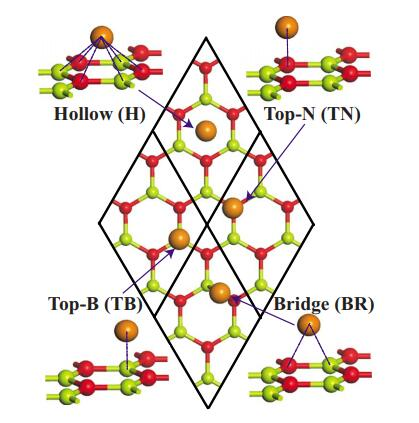 Hollow (H)
Top-N (TN)
Top-B (TB)
Bridge (BR)